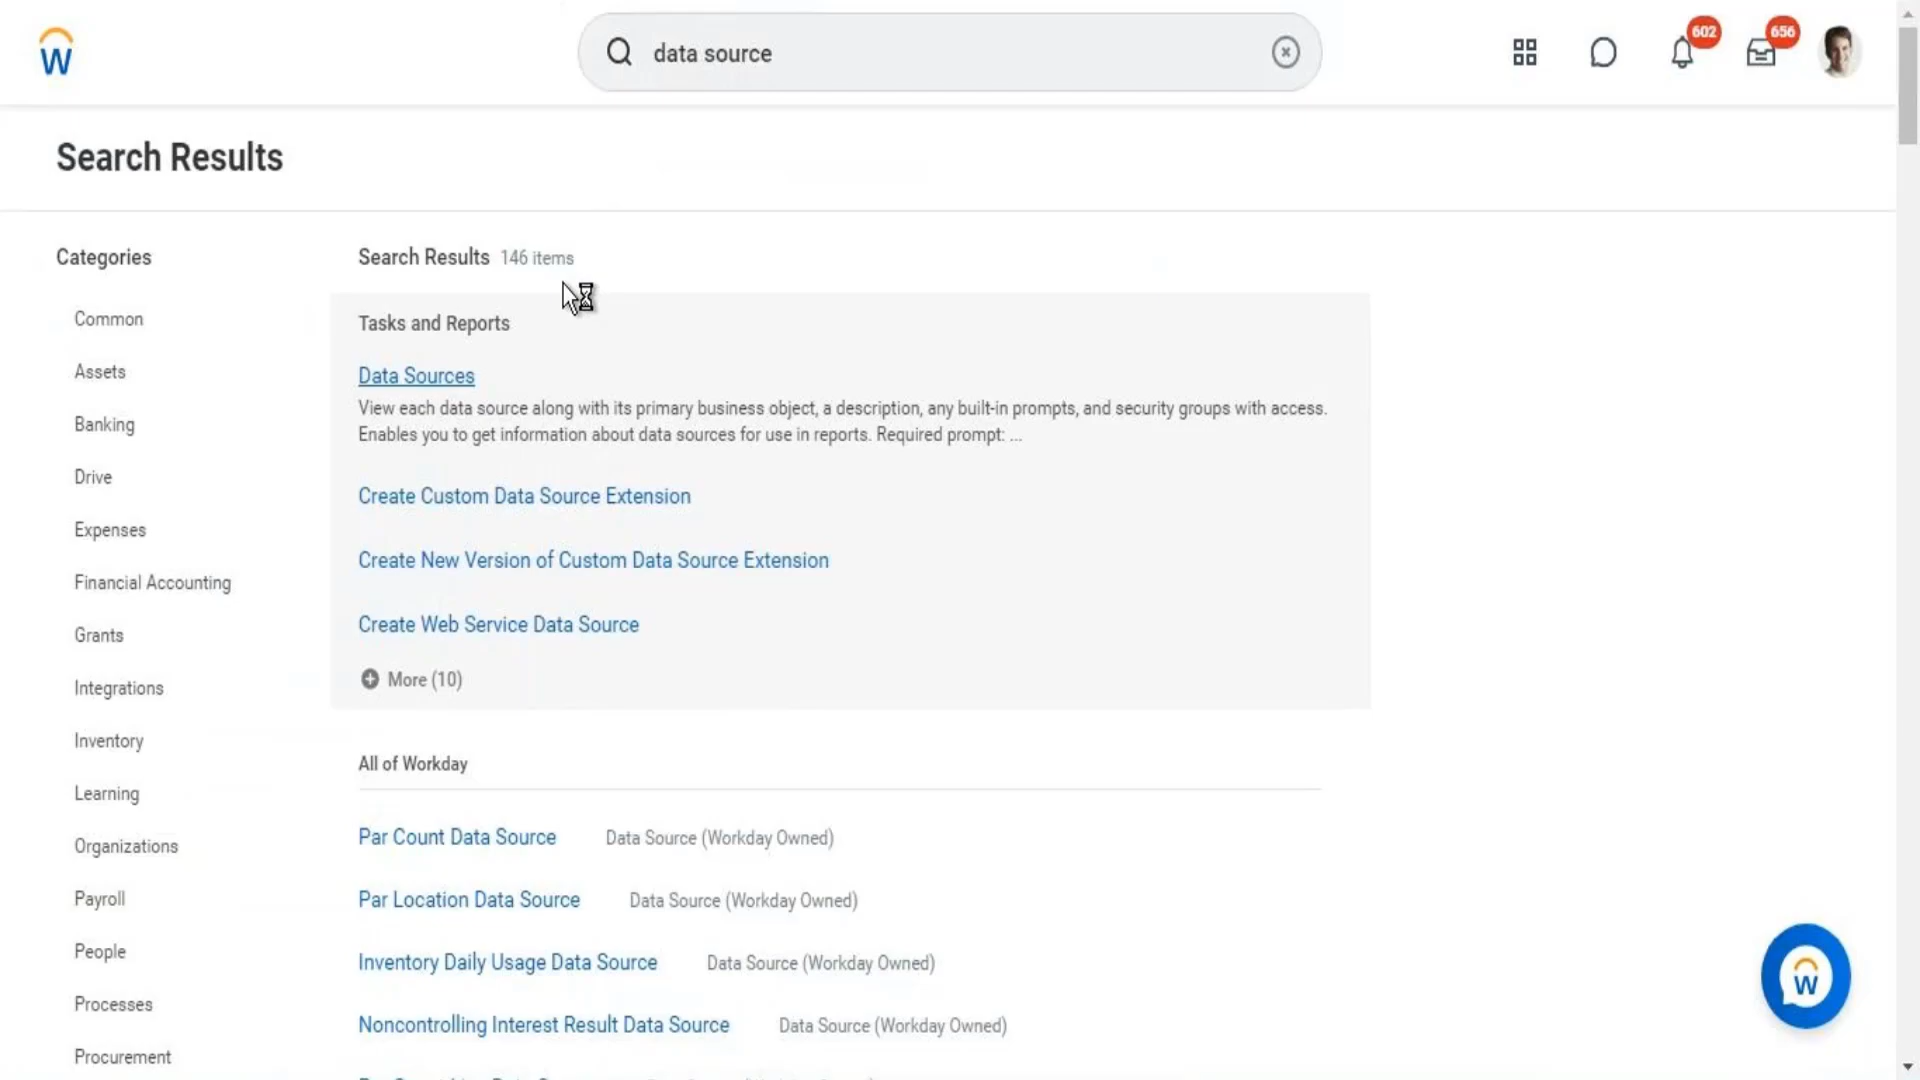 W
data source
602
656
Search Results
Categories
Common
Assets
Banking
Drive
Expenses
Financial Accounting
Grants
Integrations
Inventory
Learning
Organizations
Payroll
People
Processes
Procurement
Search Results 146 items
Tasks and Reports
Data Sources
View each data source along with its primary business object, a description, any built-in prompts, and security groups with access.
Enables you to get information about data sources for use in reports. Required prompt: ...
Create Custom Data Source Extension
Create New Version of Custom Data Source Extension
Create Web Service Data Source
More (10)
All of Workday
Par Count Data Source Data Source (Workday Owned)
Par Location Data Source Data Source (Workday Owned)
Inventory Daily Usage Data Source Data Source (Workday Owned)
Noncontrolling Interest Result Data Source Data Source (Workday Owned)
W